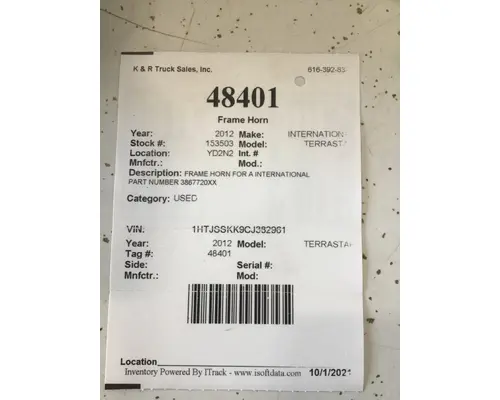 K & R Truck Sales, Inc. 616-392-83
48401
Frame Horn
Year: 2012 Make: INTERNATION
Stock #: 153503 Model: TERRASTA
Location: YD2N2 Int. #
Mnfctr.: Mod.:
Description: FRAME HORN FOR A INTERNATIONAL
PART NUMBER 3867720XX
Category: USED
VIN: 1HTJSSKK9CJ382961
Year: 2012 Model: TERRASTA
Tag #: 48401
Side: Serial #:
Mnfctr.: Mod:
Location
Inventory Powered By ITrack - www.isoftdata.com 10/1/2021